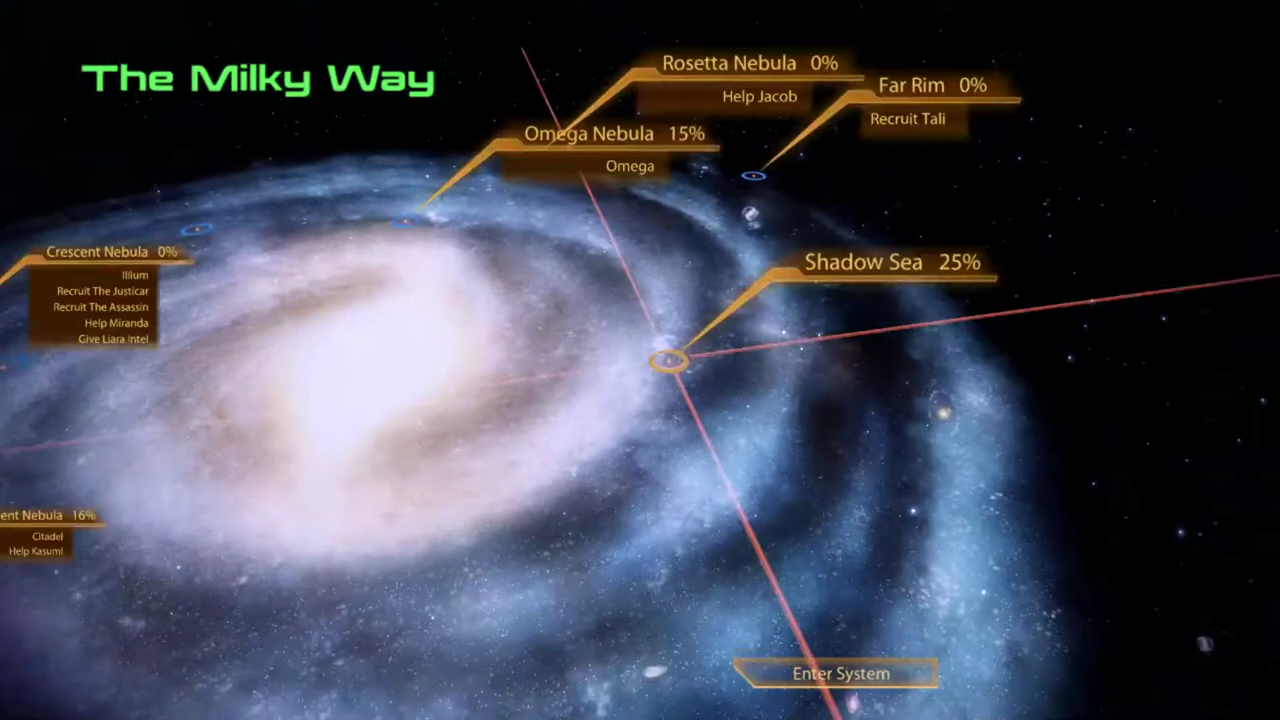 The Milky Way
Rosetta Nebula 0%
Help Jacob
Far Rim 0%
Recruit Tali
Omega Nebula 15%
Omega
Crescent Nebula 0%
Illium
Recruit The Justicar
Recruit The Assassin
Help Miranda
Give Liara Intel
Shadow Sea 25%
ent Nebula 16%
Citadel
Help Kasumi
Enter System